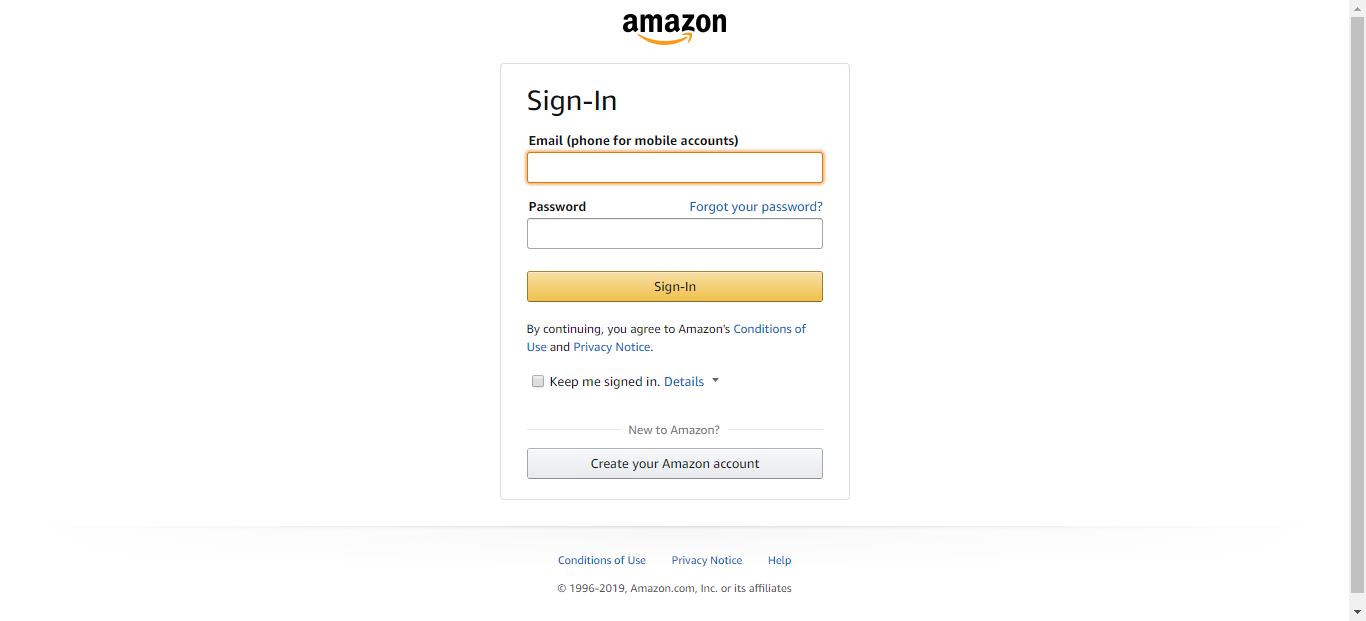 amazon
Sign-In
Email (phone for mobile accounts)
Password Forgot your password?
Sign-In
By continuing, you agree to Amazon's Conditions of
Use and Privacy Notice.
Keep me signed in. Details
New to Amazon?
Create your Amazon account
Conditions of Use Privacy Notice Help
© 1996-2019, Amazon.com, Inc. or its affiliates